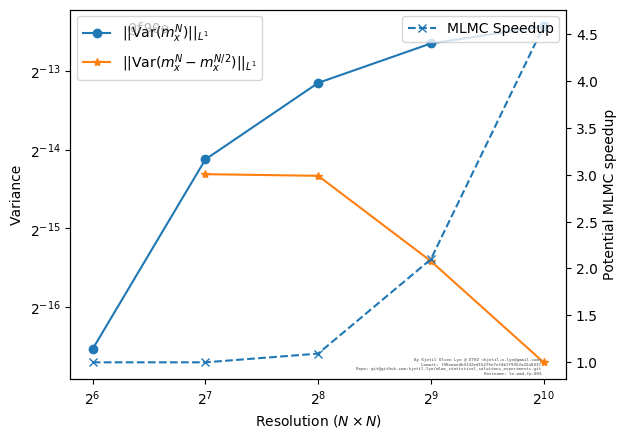 ||Var(m_x^N)||_{L^1}
||Var(m_x^N − m_x^{N/2})||_{L^1}
MLMC Speedup
2^{−13}
2^{−14}
2^{−15}
2^{−16}
Variance
4.5
4.0
3.5
3.0
2.5
2.0
1.5
1.0
Potential MLMC speedup
2^6
2^7
2^8
2^9
2^{10}
Resolution (N × N)